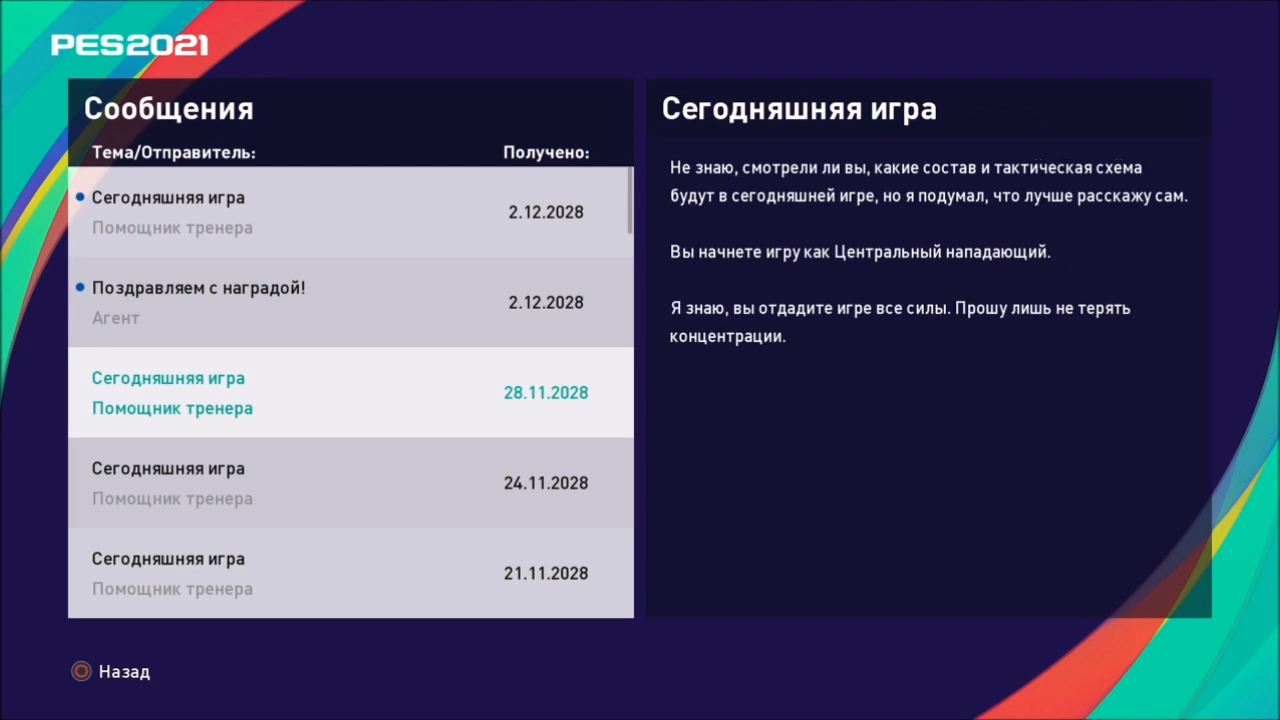 PES2021
Сообщения
Тема/Отправитель: Получено:
Сегодняшняя игра
Помощник тренера
2.12.2028
Поздравляем с наградой!
Агент
2.12.2028
Сегодняшняя игра
Помощник тренера
28.11.2028
Сегодняшняя игра
Помощник тренера
24.11.2028
Сегодняшняя игра
Помощник тренера
21.11.2028
Сегодняшняя игра
Не знаю, смотрели ли вы, какие состав и тактическая схема
будут в сегодняшней игре, но я подумал, что лучше расскажу сам.
Вы начнете игру как Центральный нападающий.
Я знаю, вы отдадите игре все силы. Прошу лишь не терять
концентрации.
Назад